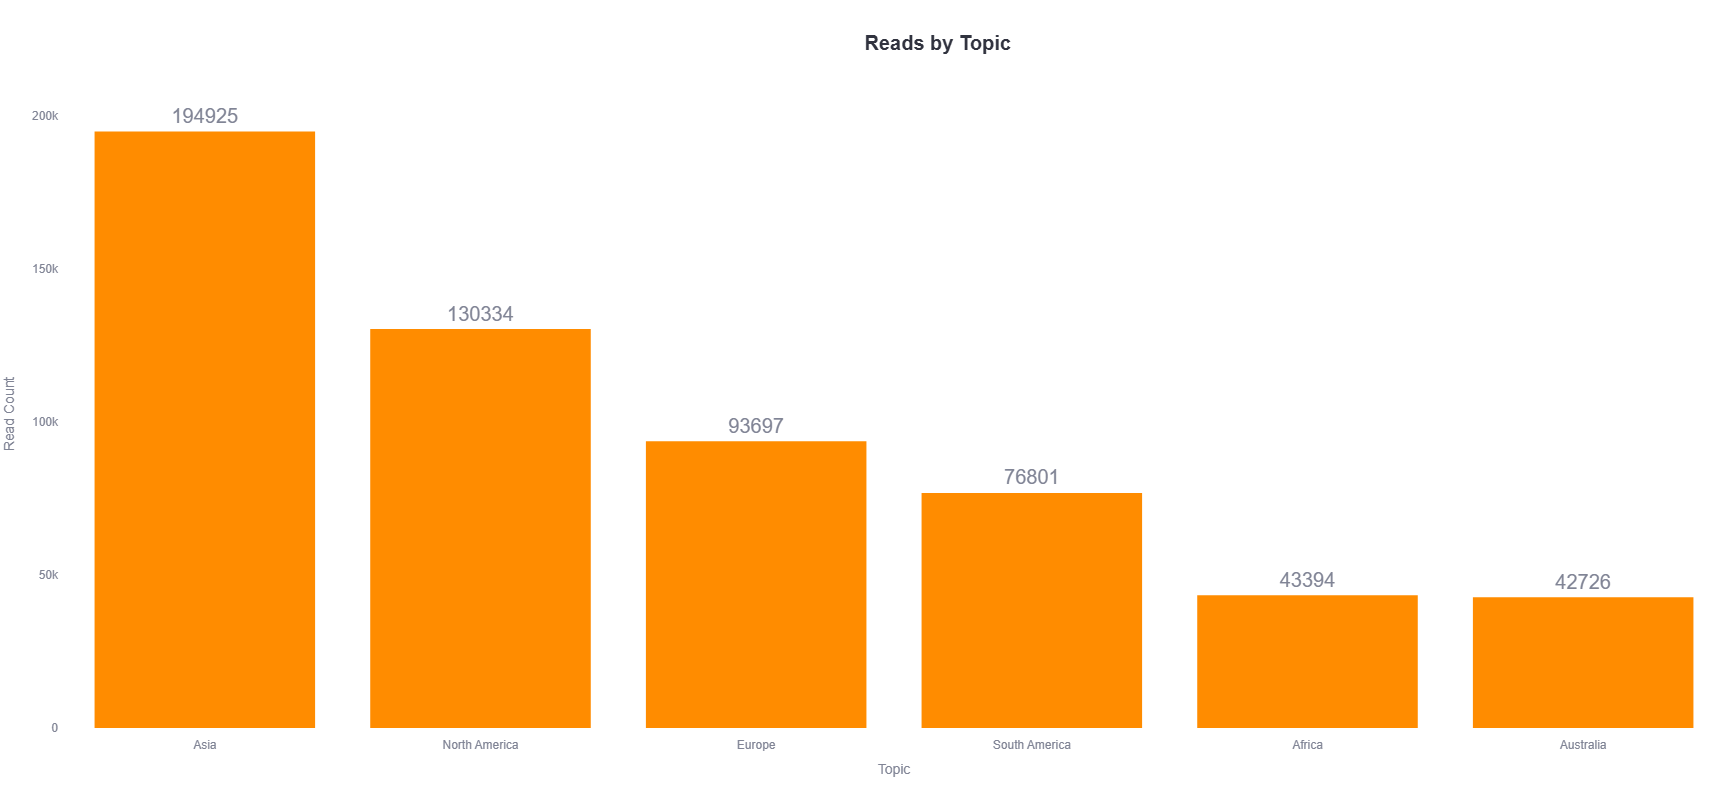 Reads by Topic
200k
150k
100k
50k
0
Read Count
194925
130334
93697
76801
43394
42726
Asia
North America
Europe
South America
Africa
Australia
Topic